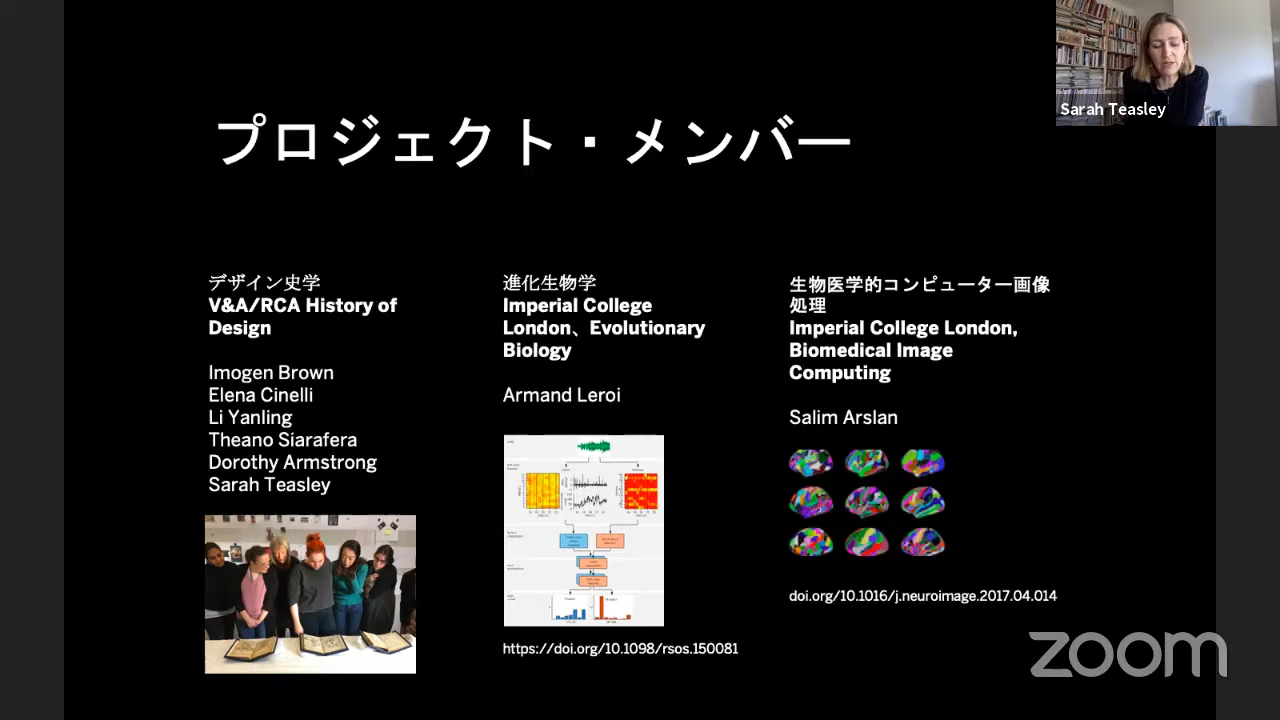 プロジェクト・メンバー
Sarah Teasley
デザイン史学
V&A/RCA History of
Design
Imogen Brown
Elena Cinelli
Li Yanling
Theano Siarafera
Dorothy Armstrong
Sarah Teasley
進化生物学
Imperial College
London、Evolutionary
Biology
Armand Leroi
https://doi.org/10.1098/rsos.150081
生物医学的コンピューター画像
処理
Imperial College London,
Biomedical Image
Computing
Salim Arslan
doi.org/10.1016/j.neuroimage.2017.04.014
zoom